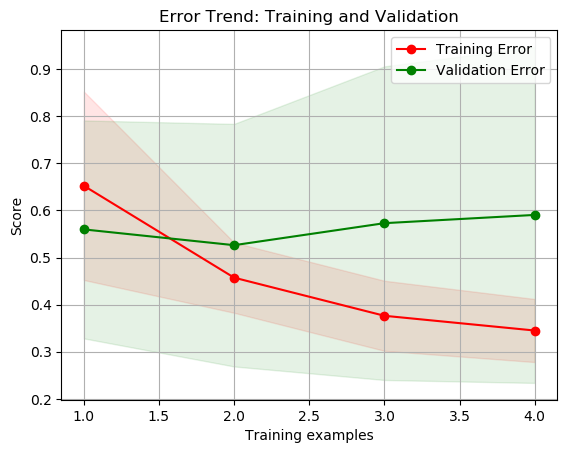 Error Trend: Training and Validation
Training Error
Validation Error
Score
0.9
0.8
0.7
0.6
0.5
0.4
0.3
0.2
1.0 1.5 2.0 2.5 3.0 3.5 4.0
Training examples